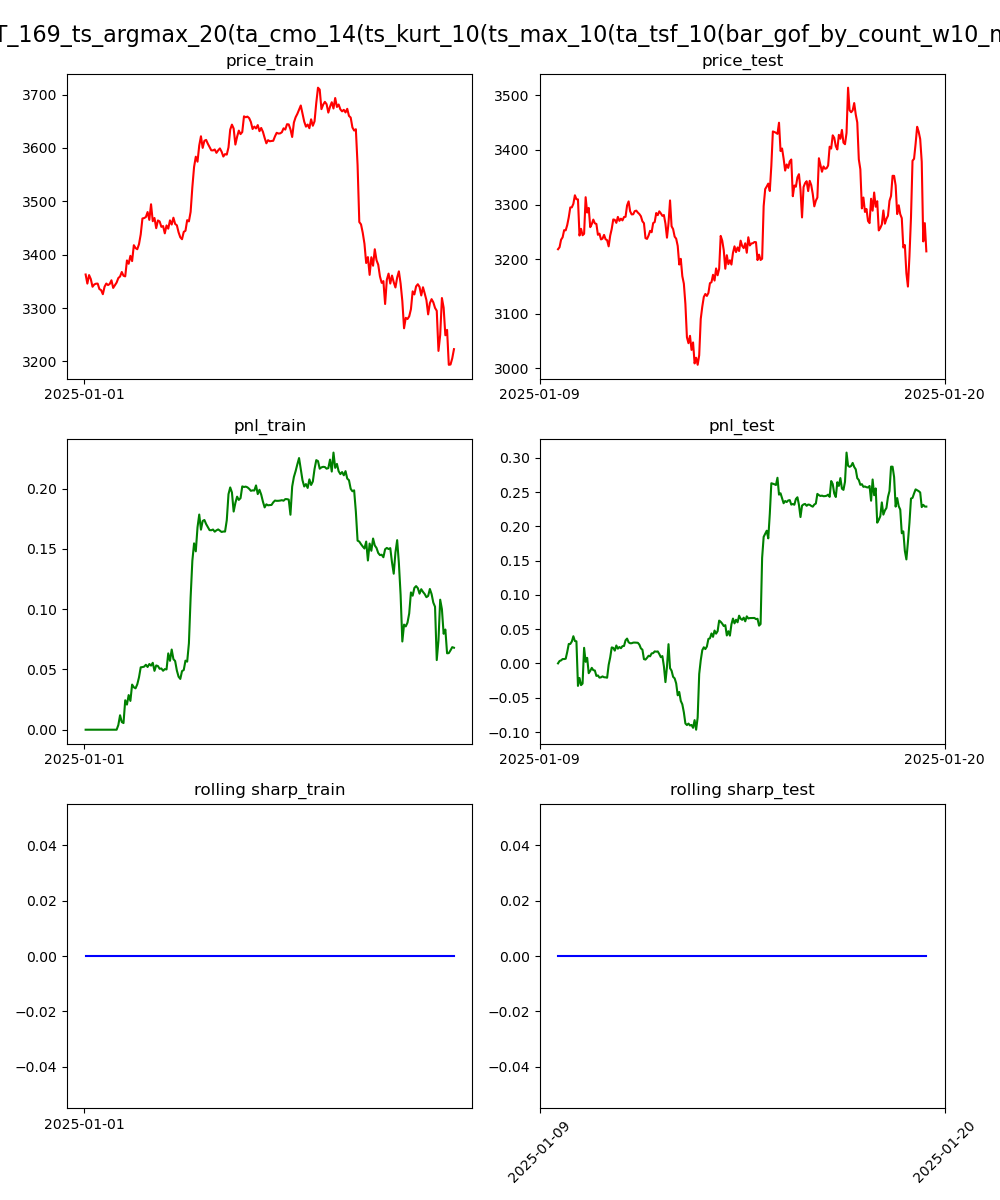 T_169_ts_argmax_20(ta_cmo_14(ts_kurt_10(ts_max_10(ta_tsf_10(bar_gof_by_count_w10_n
price_train price_test
3700 3500
3600 3400
3500 3300
3400 3200
3300 3100
3200 3000
2025-01-01 2025-01-09 2025-01-20
pnl_train pnl_test
0.20 0.30
0.15 0.25
0.10 0.20
0.05 0.15
0.00 0.10
0.05
0.00
−0.05
−0.10
2025-01-01 2025-01-09 2025-01-20
rolling sharp_train rolling sharp_test
0.04 0.04
0.02 0.02
0.00 0.00
−0.02 −0.02
−0.04 −0.04
2025-01-01 2025-01-09 2025-01-20